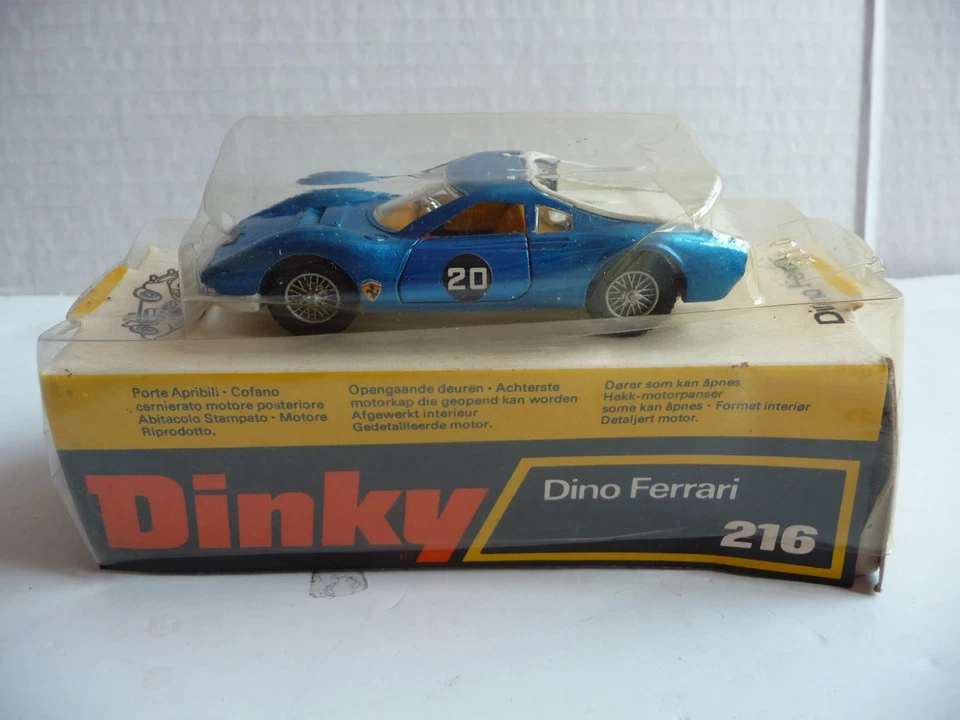 20
Dino Ferrari
Porte Apribili · Cofano
cernierato motore posteriore
Abitacolo Stampato · Motore
Riprodotto.
Opengaande deuren · Achterste
motorkap die geopend kan worden
Afgewerkt interieur
Gedetailleerde motor.
Dører som kan åpnes
Hekk-motorpanser
some kan åpnes · Formet interiør
Detaljert motor.
Dinky
Dino Ferrari
216